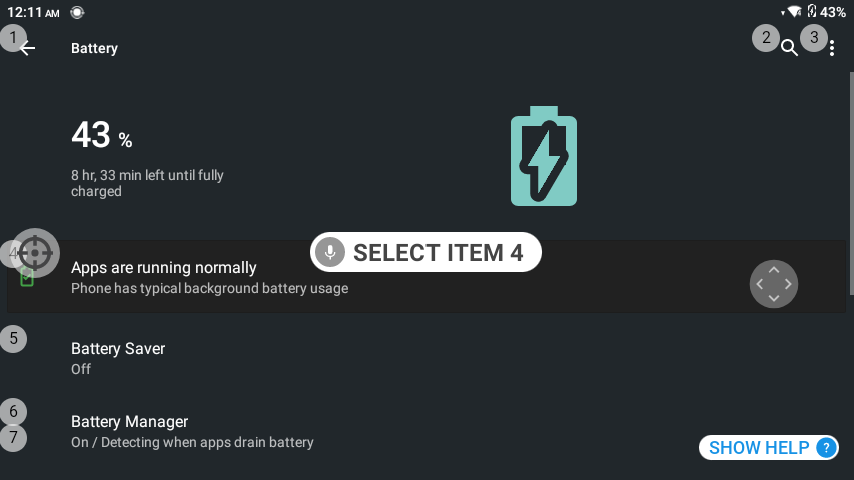 12:11 AM
43%
1
Battery
2
3
43 %
8 hr, 33 min left until fully
charged
4
SELECT ITEM 4
Apps are running normally
Phone has typical background battery usage
5
Battery Saver
Off
6
Battery Manager
7
On / Detecting when apps drain battery
SHOW HELP ?